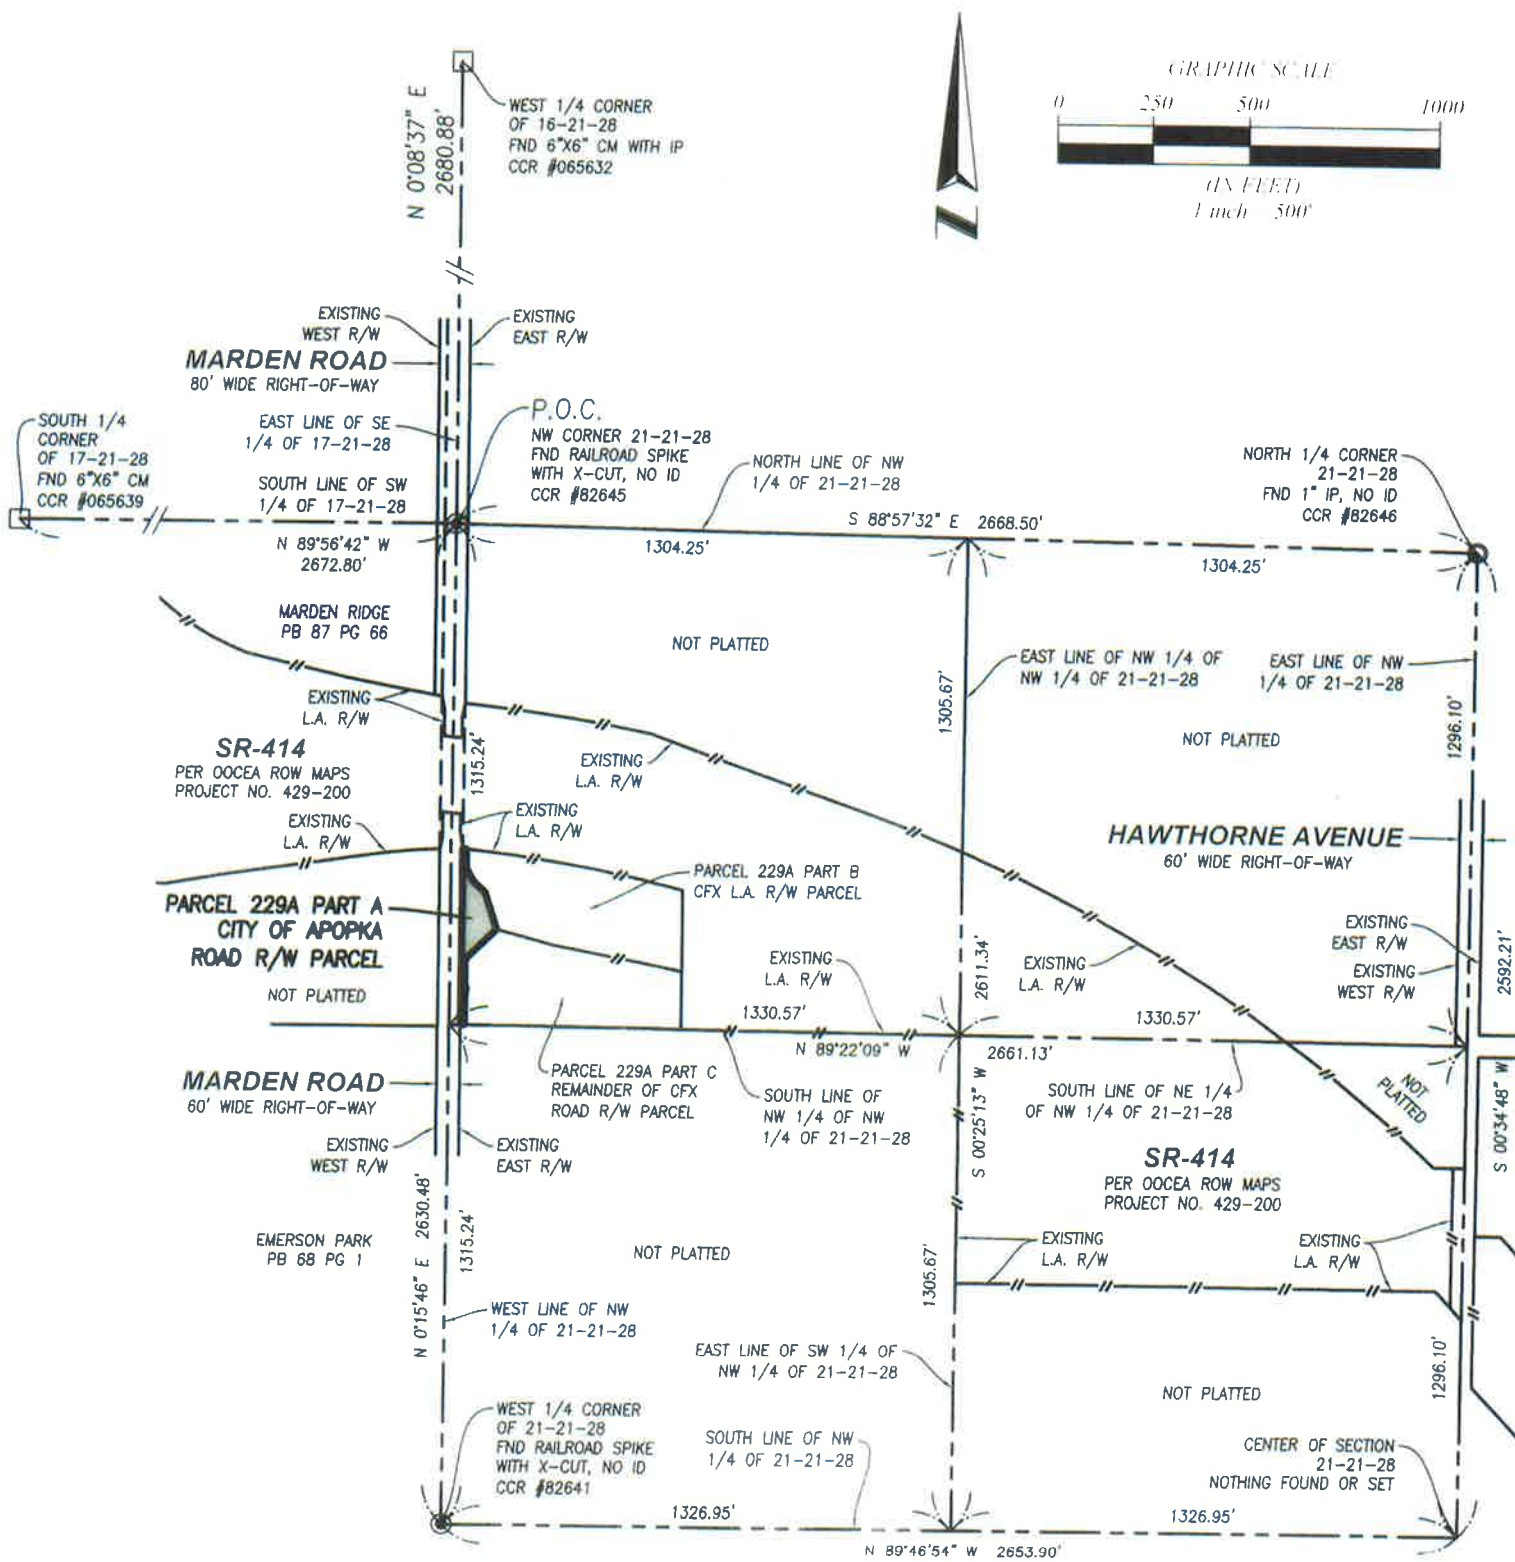 GRAPHIC SCALE
0 250 500 1000
(IN FEET)
1 inch 500'
N
N 0°08'37" E
2680.88'
WEST 1/4 CORNER
OF 16-21-28
FND 6"X6" CM WITH IP
CCR #065632
EXISTING
WEST R/W
EXISTING
EAST R/W
MARDEN ROAD
80' WIDE RIGHT-OF-WAY
SOUTH 1/4
CORNER
OF 17-21-28
FND 6"X6" CM
CCR #065639
EAST LINE OF SE
1/4 OF 17-21-28
SOUTH LINE OF SW
1/4 OF 17-21-28
P.O.C.
NW CORNER 21-21-28
FND RAILROAD SPIKE
WITH X-CUT, NO ID
CCR #82645
NORTH LINE OF NW
1/4 OF 21-21-28
NORTH 1/4 CORNER
21-21-28
FND 1" IP, NO ID
CCR #82646
N 89°56'42" W
2672.80'
S 88°57'32" E 2668.50'
1304.25'
1304.25'
MARDEN RIDGE
PB 87 PG 66
NOT PLATTED
EAST LINE OF NW 1/4 OF
NW 1/4 OF 21-21-28
EAST LINE OF NW
1/4 OF 21-21-28
1305.67'
1296.10'
EXISTING
L.A. R/W
NOT PLATTED
SR-414
PER OOCEA ROW MAPS
PROJECT NO. 429-200
1315.24'
EXISTING
L.A. R/W
EXISTING
L.A. R/W
EXISTING
L.A. R/W
HAWTHORNE AVENUE
60' WIDE RIGHT-OF-WAY
PARCEL 229A PART B
CFX L.A. R/W PARCEL
PARCEL 229A PART A
CITY OF APOPKA
ROAD R/W PARCEL
NOT PLATTED
EXISTING
EAST R/W
EXISTING
WEST R/W
2592.21'
EXISTING
L.A. R/W
2611.34'
EXISTING
L.A. R/W
1330.57'
1330.57'
N 89°22'09" W
2661.13'
MARDEN ROAD
60' WIDE RIGHT-OF-WAY
PARCEL 229A PART C
REMAINDER OF CFX
ROAD R/W PARCEL
SOUTH LINE OF
NW 1/4 OF NW
1/4 OF 21-21-28
S 00°25'13" W
SOUTH LINE OF NE 1/4
OF NW 1/4 OF 21-21-28
NOT
PLATTED
S 00°34'48" W
EXISTING
WEST R/W
EXISTING
EAST R/W
SR-414
PER OOCEA ROW MAPS
PROJECT NO. 429-200
EMERSON PARK
PB 68 PG 1
N 0°15'46" E 2630.48'
1315.24'
NOT PLATTED
EXISTING
L.A. R/W
EXISTING
L.A. R/W
1305.67'
WEST LINE OF NW
1/4 OF 21-21-28
EAST LINE OF SW 1/4 OF
NW 1/4 OF 21-21-28
1296.10'
NOT PLATTED
WEST 1/4 CORNER
OF 21-21-28
FND RAILROAD SPIKE
WITH X-CUT, NO ID
CCR #82641
SOUTH LINE OF NW
1/4 OF 21-21-28
CENTER OF SECTION
21-21-28
NOTHING FOUND OR SET
1326.95'
1326.95'
N 89°46'54" W 2653.90'